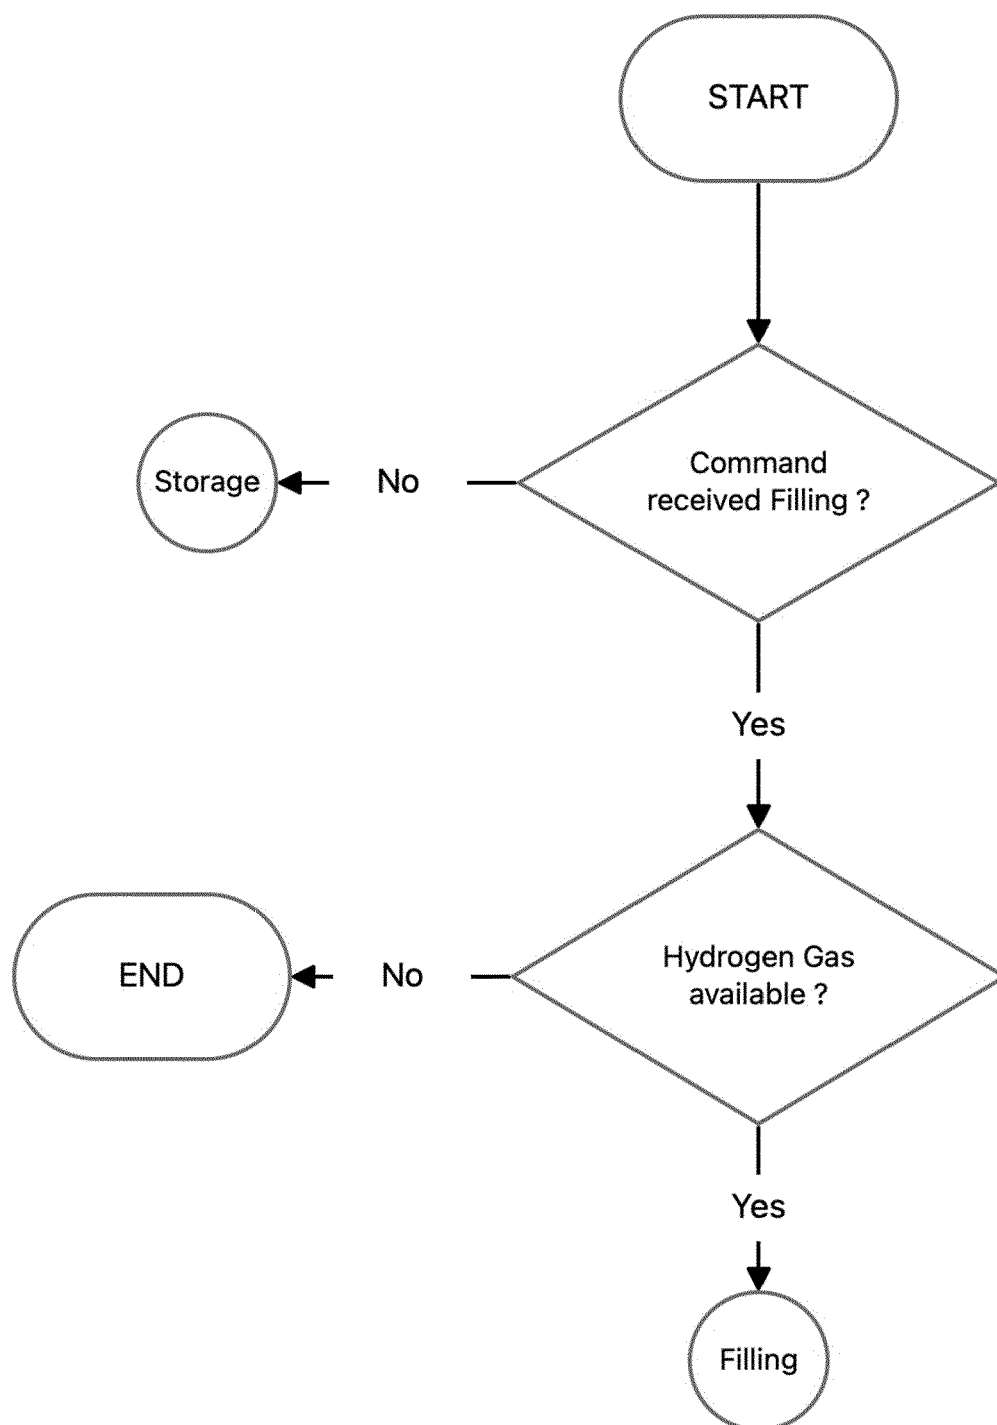 START
Command
received Filling ?
No
Storage
Yes
Hydrogen Gas
available ?
No
END
Yes
Filling